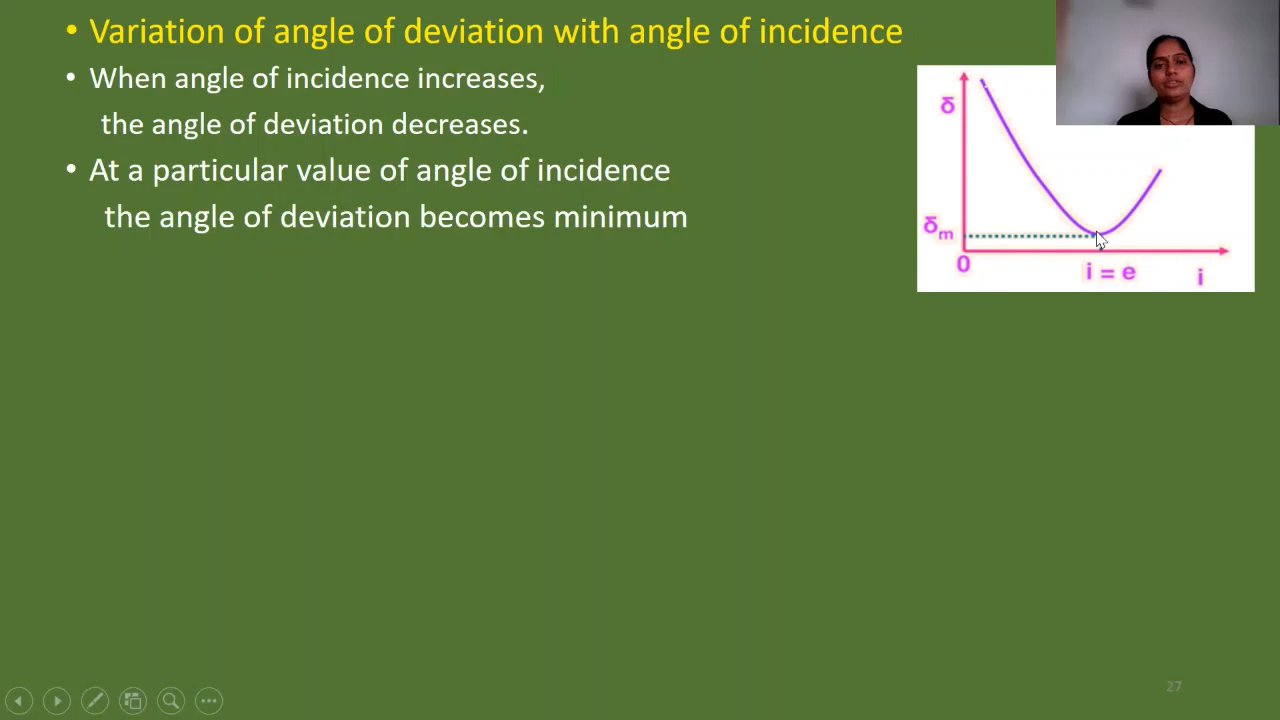 • Variation of angle of deviation with angle of incidence
• When angle of incidence increases,
the angle of deviation decreases.
• At a particular value of angle of incidence
the angle of deviation becomes minimum
δ
δm
0
i = e
i
27